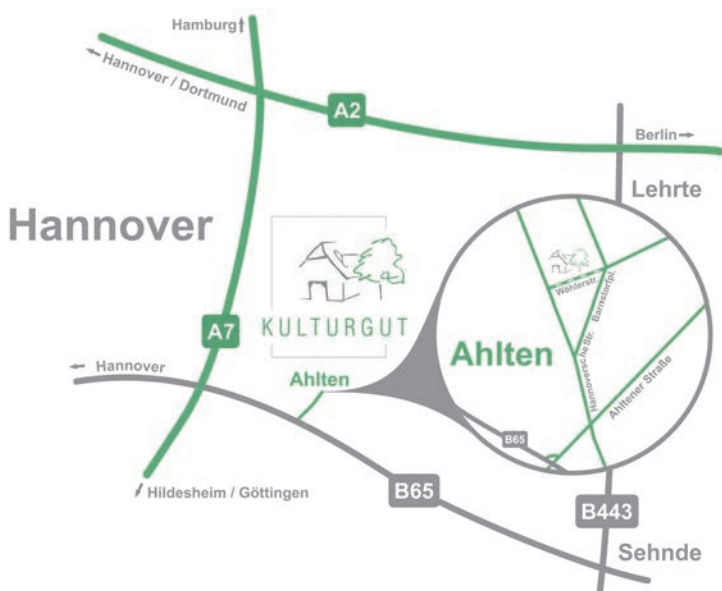 Hamburg
Hannover / Dortmund
A2
Berlin
Lehrte
Hannover
KULTURGUT
A7
Hannover
Ahlten
Wöhlerstr.
Barnstorfpl.
Ahlten
Hannoversche Str.
Ahltener Straße
B65
Hildesheim / Göttingen
B65
B443
Sehnde